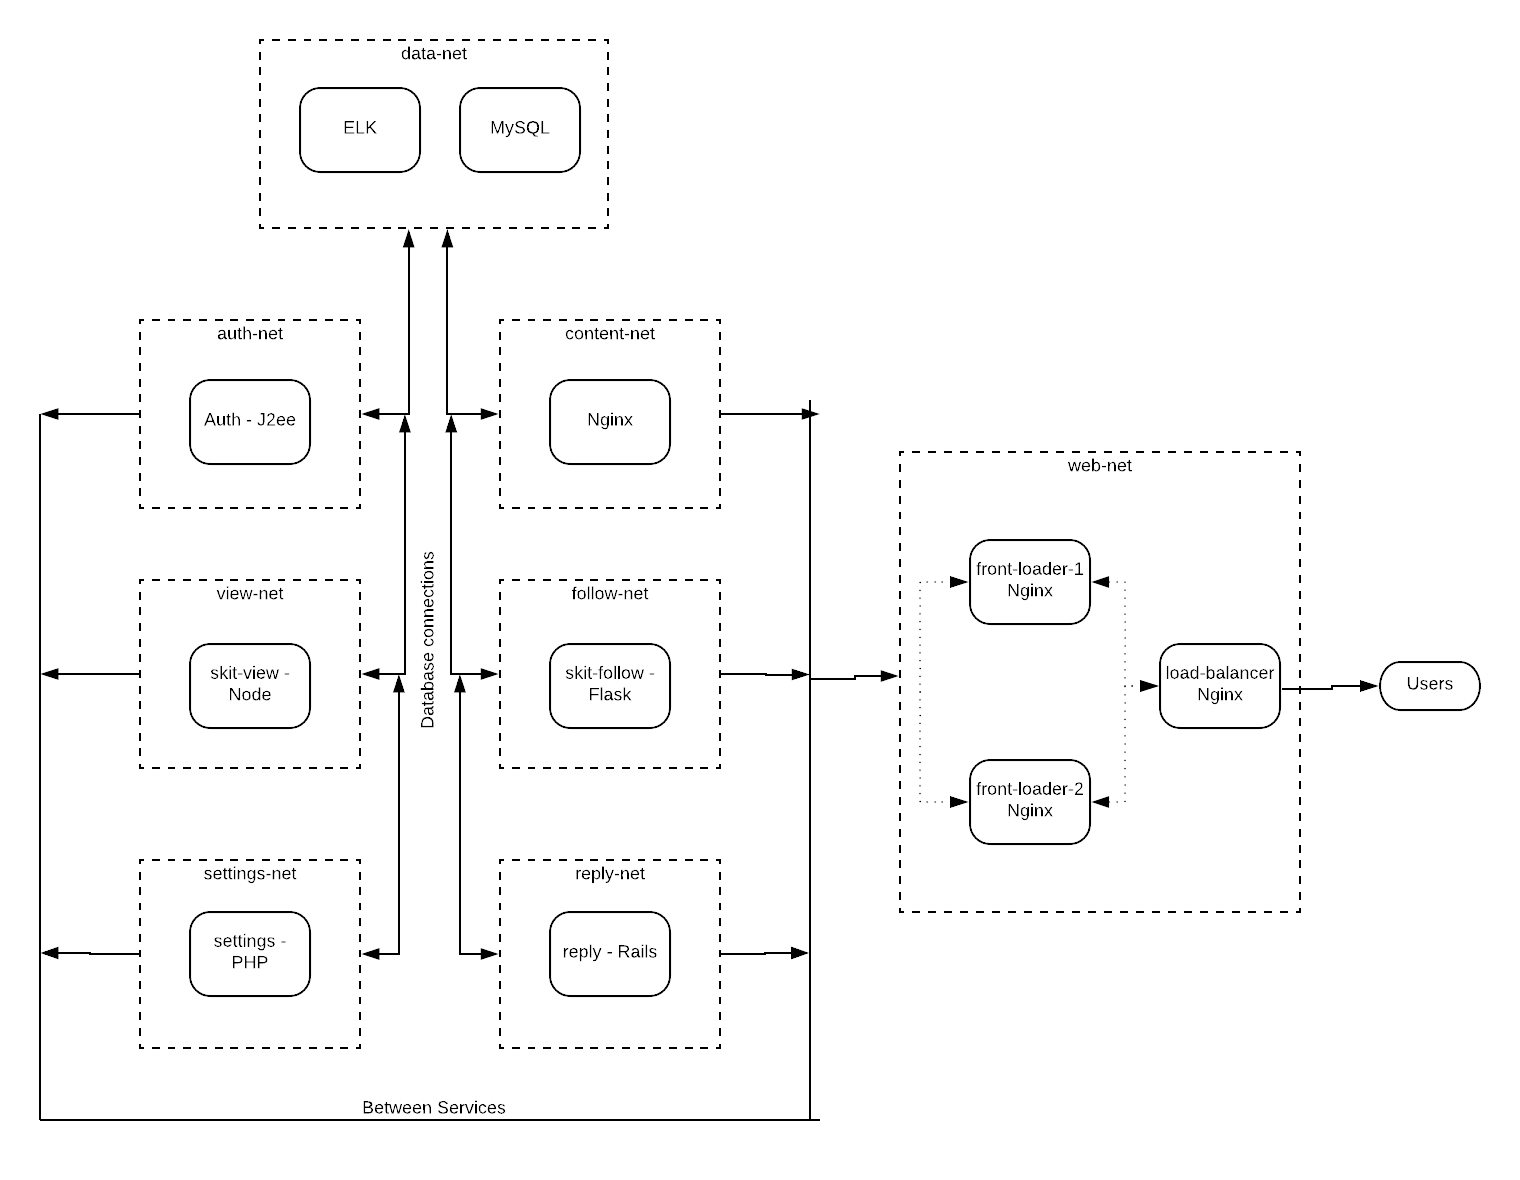 data-net
ELK
MySQL
auth-net
Auth - J2ee
content-net
Nginx
view-net
skit-view -
Node
Database connections
follow-net
skit-follow -
Flask
settings-net
settings -
PHP
reply-net
reply - Rails
Between Services
web-net
front-loader-1
Nginx
front-loader-2
Nginx
load-balancer
Nginx
Users